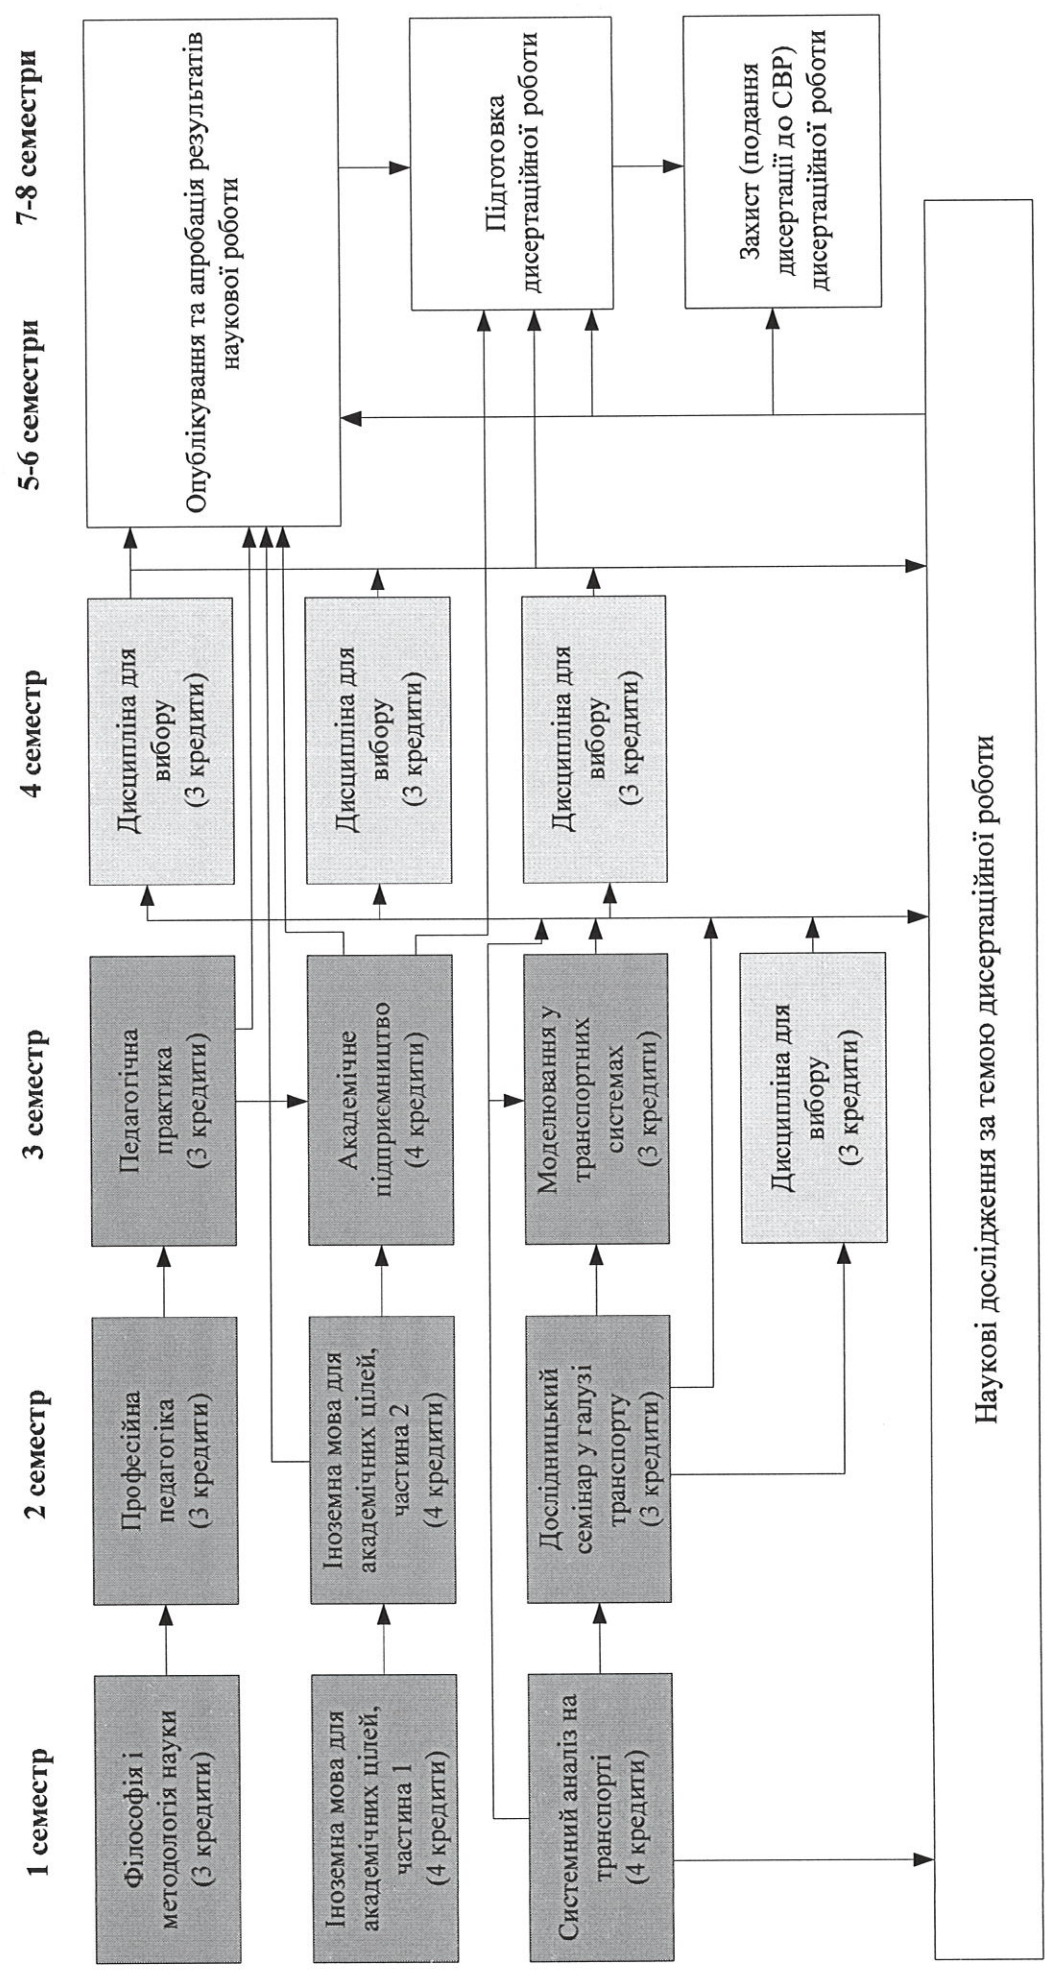 1 семестр
2 семестр
3 семестр
4 семестр
5-6 семестри
7-8 семестри
Філософія і
методологія науки
(3 кредити)
Професійна
педагогіка
(3 кредити)
Педагогічна
практика
(3 кредити)
Дисципліна для
вибору
(3 кредити)
Опублікування та апробація результатів
наукової роботи
Іноземна мова для
академічних цілей,
частина 1
(4 кредити)
Іноземна мова для
академічних цілей,
частина 2
(4 кредити)
Академічне
підприємництво
(4 кредити)
Дисципліна для
вибору
(3 кредити)
Підготовка
дисертаційної роботи
Системний аналіз на
транспорті
(4 кредити)
Дослідницький
семінар у галузі
транспорту
(3 кредити)
Моделювання у
транспортних
системах
(3 кредити)
Дисципліна для
вибору
(3 кредити)
Захист (подання
дисертації до СВР)
дисертаційної роботи
Дисципліна для
вибору
(3 кредити)
Наукові дослідження за темою дисертаційної роботи